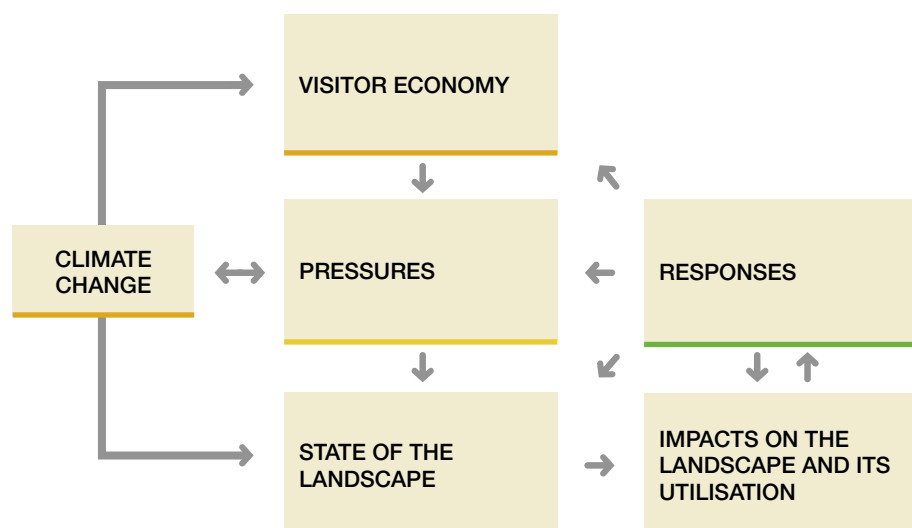 VISITOR ECONOMY
CLIMATE
CHANGE
PRESSURES
RESPONSES
STATE OF THE
LANDSCAPE
IMPACTS ON THE
LANDSCAPE AND ITS
UTILISATION